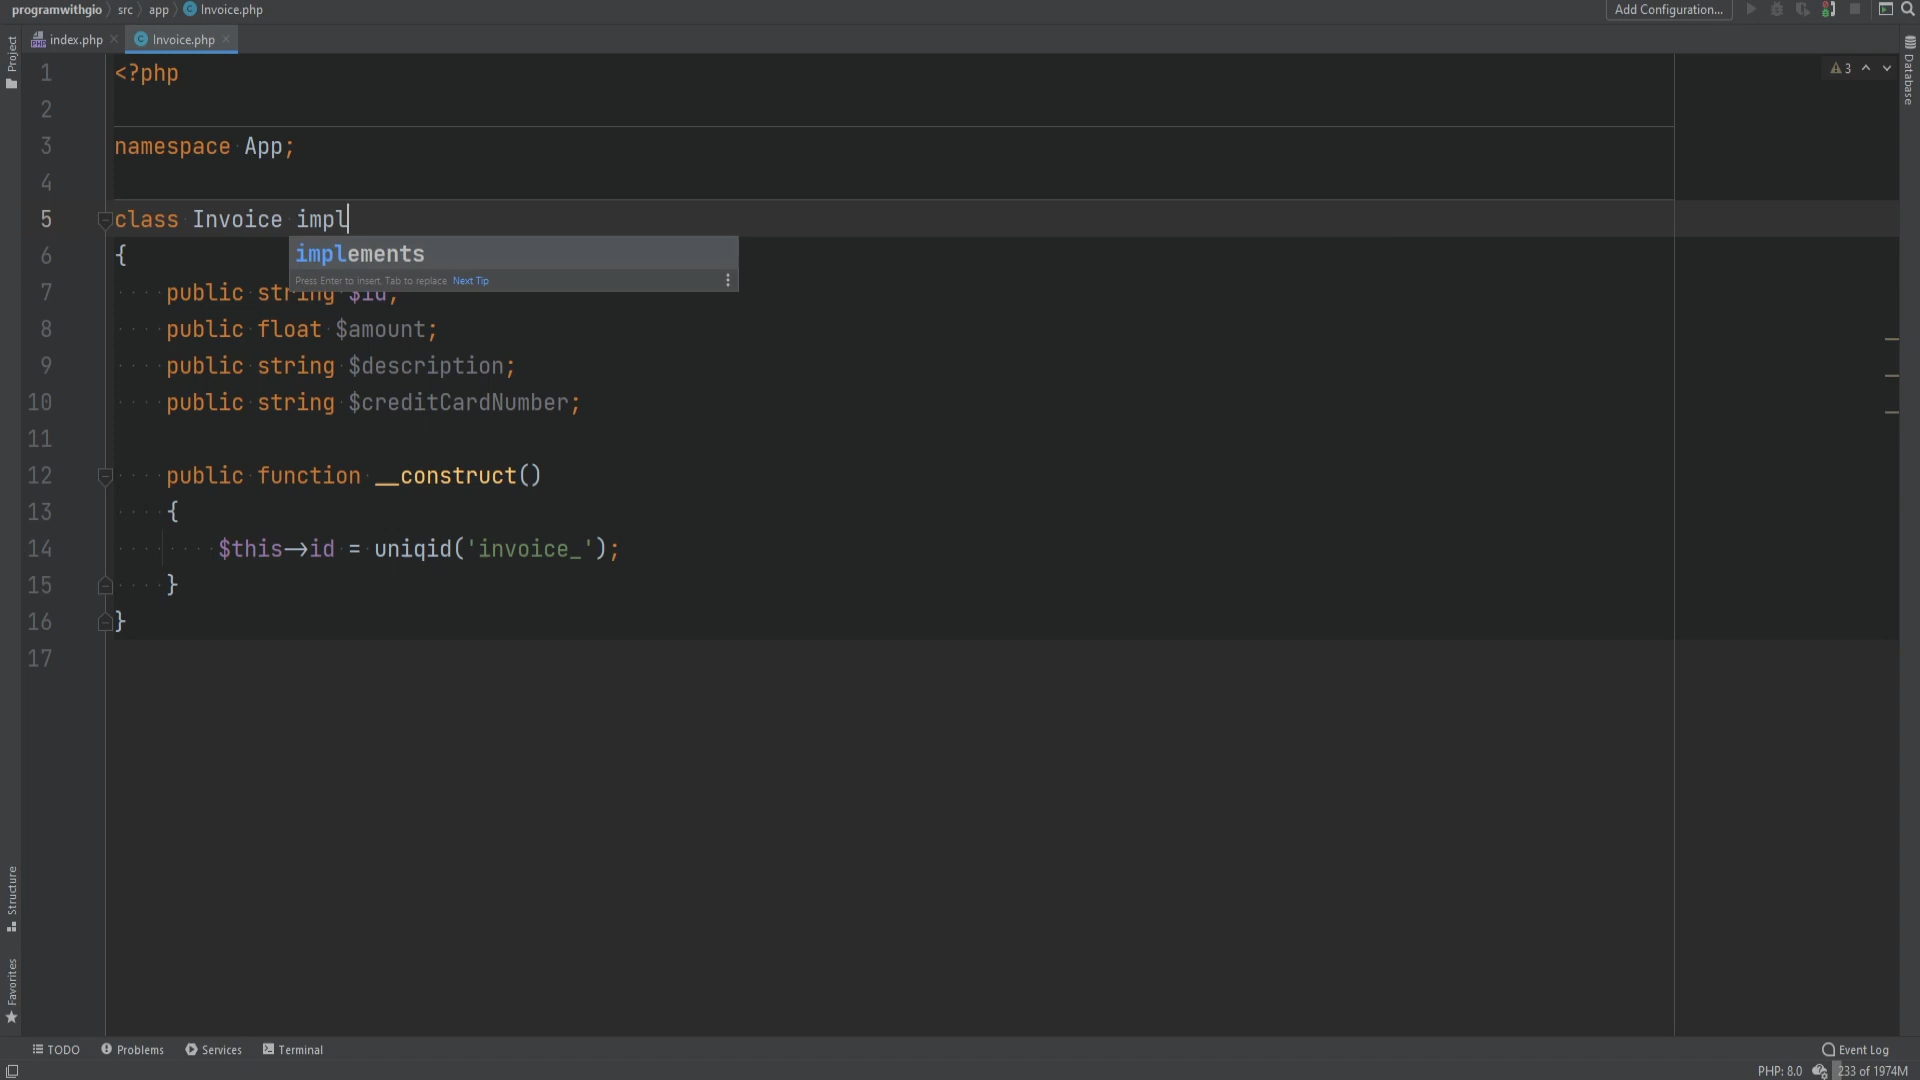 programwithgio src app Invoice.php Add Configuration...
index.php Invoice.php
Project
Database
3
1 <?php
2
3 namespace App;
4
5 class Invoice impl
implements
Press Enter to insert, Tab to replace Next Tip
6 {
7 public string $id;
8 public float $amount;
9 public string $description;
10 public string $creditCardNumber;
11
12 public function __construct()
13 {
14 $this->id = uniqid('invoice_');
15 }
16 }
17
Structure
Favorites
TODO Problems Services Terminal Event Log
PHP: 8.0 233 of 1974M